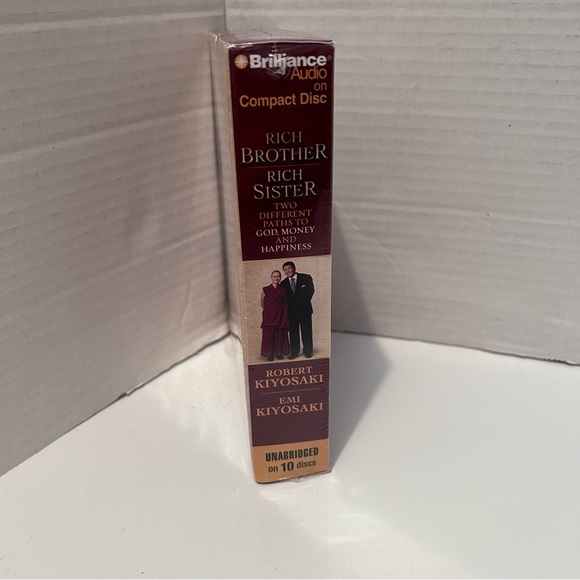 Brilliance
Audio
on
Compact Disc
RICH
BROTHER
RICH
SISTER
TWO
DIFFERENT
PATHS TO
GOD, MONEY
AND
HAPPINESS
ROBERT
KIYOSAKI
EMI
KIYOSAKI
UNABRIDGED
on 10 discs